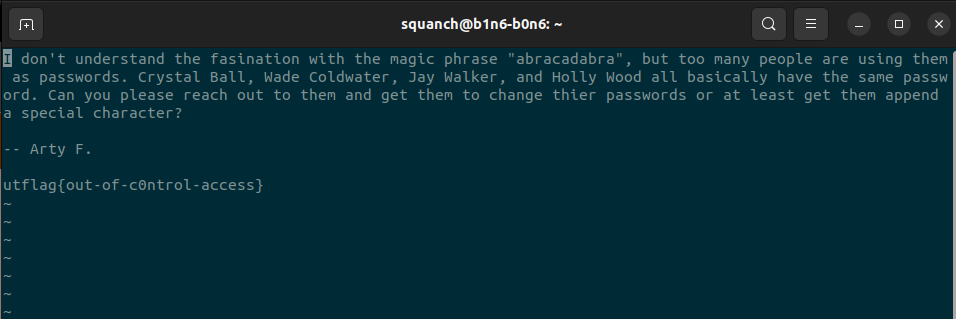 squanch@b1n6-b0n6: ~
I don't understand the fasination with the magic phrase "abracadabra", but too many people are using them
 as passwords. Crystal Ball, Wade Coldwater, Jay Walker, and Holly Wood all basically have the same passw
ord. Can you please reach out to them and get them to change thier passwords or at least get them append
a special character?
-- Arty F.
utflag{out-of-c0ntrol-access}
~
~
~
~
~
~
~